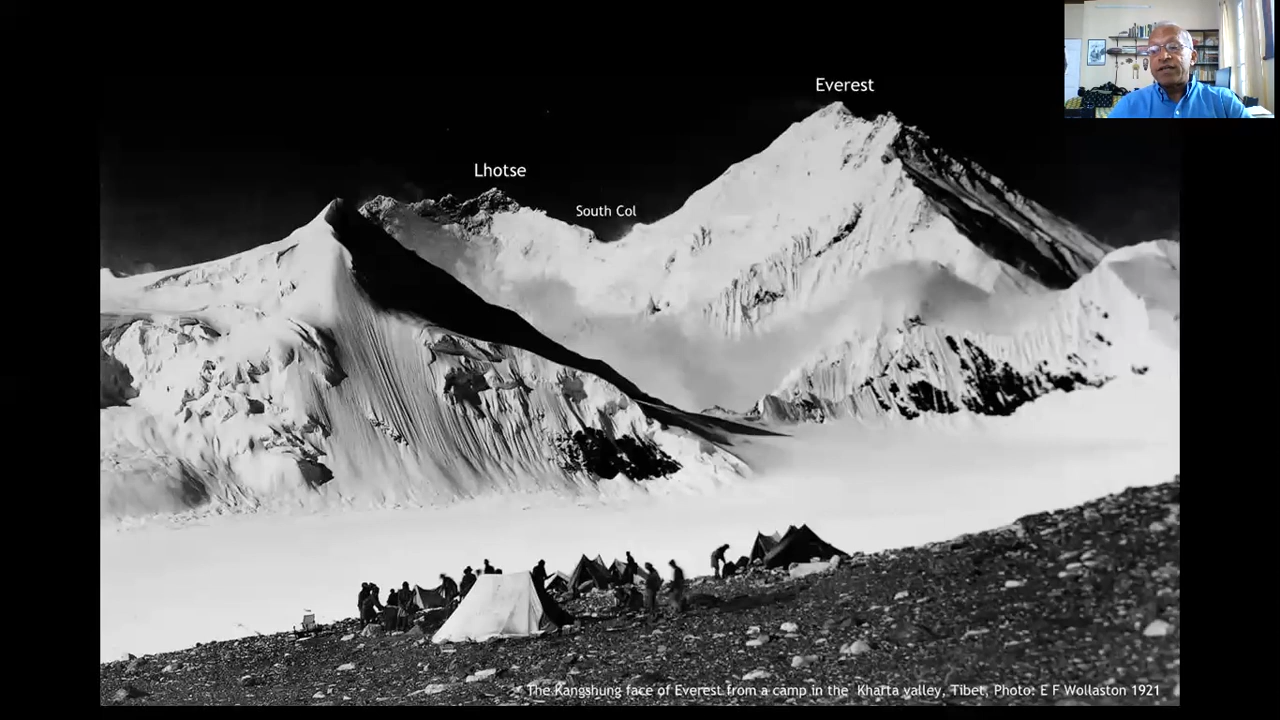 Everest
Lhotse
South Col
The Kangshung face of Everest from a camp in the Kharta valley, Tibet, Photo: E F Wollaston 1921